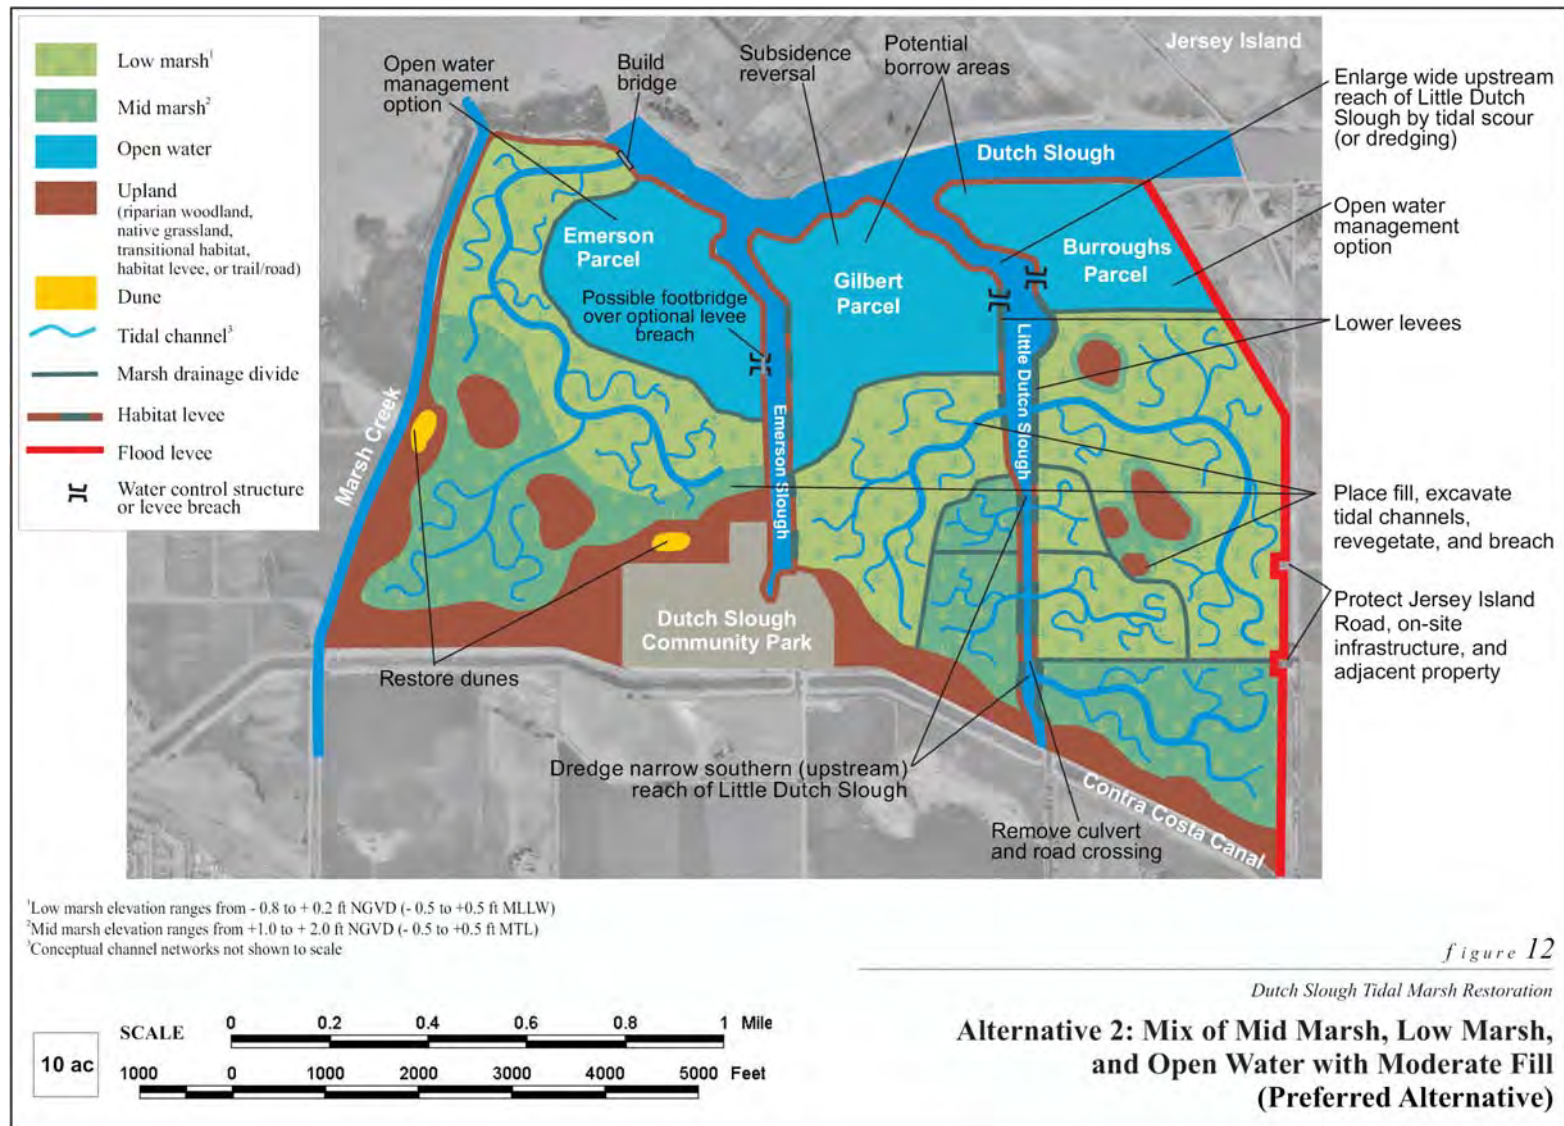 Low marsh¹
Mid marsh²
Open water
Upland
(riparian woodland,
native grassland,
transitional habitat,
habitat levee, or trail/road)
Dune
Tidal channel³
Marsh drainage divide
Habitat levee
Flood levee
Water control structure
or levee breach
Open water
management
option
Build
bridge
Subsidence
reversal
Potential
borrow areas
Jersey Island
Enlarge wide upstream
reach of Little Dutch
Slough by tidal scour
(or dredging)
Dutch Slough
Open water
management
option
Emerson
Parcel
Gilbert
Parcel
Burroughs
Parcel
Possible footbridge
over optional levee
breach
Lower levees
Marsh Creek
Emerson Slough
Little Dutch Slough
Place fill, excavate
tidal channels,
revegetate, and breach
Protect Jersey Island
Road, on-site
infrastructure, and
adjacent property
Dutch Slough
Community Park
Restore dunes
Dredge narrow southern (upstream)
reach of Little Dutch Slough
Remove culvert
and road crossing
Contra Costa Canal
¹Low marsh elevation ranges from - 0.8 to + 0.2 ft NGVD (- 0.5 to +0.5 ft MLLW)
²Mid marsh elevation ranges from +1.0 to + 2.0 ft NGVD (- 0.5 to +0.5 ft MTL)
³Conceptual channel networks not shown to scale
figure 12
Dutch Slough Tidal Marsh Restoration
Alternative 2: Mix of Mid Marsh, Low Marsh,
and Open Water with Moderate Fill
(Preferred Alternative)
10 ac
SCALE
0 0.2 0.4 0.6 0.8 1 Mile
1000 0 1000 2000 3000 4000 5000 Feet